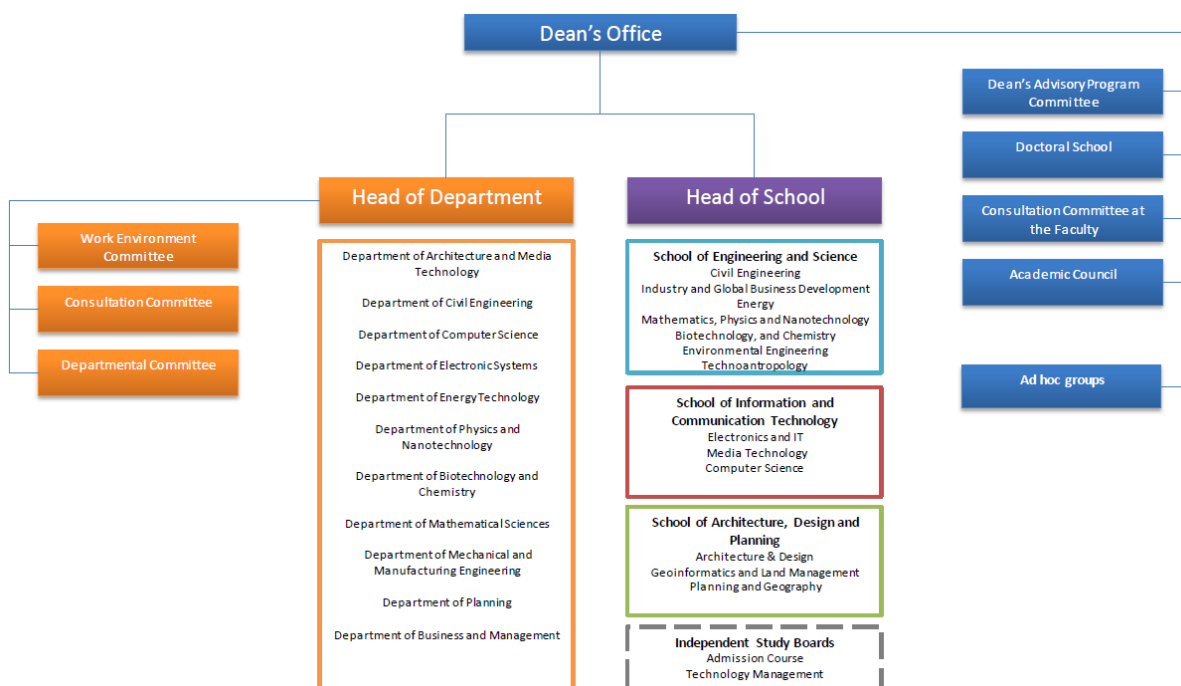 Dean’s Office
Dean’s Advisory Program
Committee
Doctoral School
Consultation Committee at
the Faculty
Academic Council
Ad hoc groups
Head of Department
Head of School
Work Environment
Committee
Consultation Committee
Departmental Committee
Department of Architecture and Media
Technology
Department of Civil Engineering
Department of Computer Science
Department of Electronic Systems
Department of Energy Technology
Department of Physics and
Nanotechnology
Department of Biotechnology and
Chemistry
Department of Mathematical Sciences
Department of Mechanical and
Manufacturing Engineering
Department of Planning
Department of Business and Management
School of Engineering and Science
Civil Engineering
Industry and Global Business Development
Energy
Mathematics, Physics and Nanotechnology
Biotechnology, and Chemistry
Environmental Engineering
Technoantropology
School of Information and
Communication Technology
Electronics and IT
Media Technology
Computer Science
School of Architecture, Design and
Planning
Architecture & Design
Geoinformatics and Land Management
Planning and Geography
Independent Study Boards
Admission Course
Technology Management